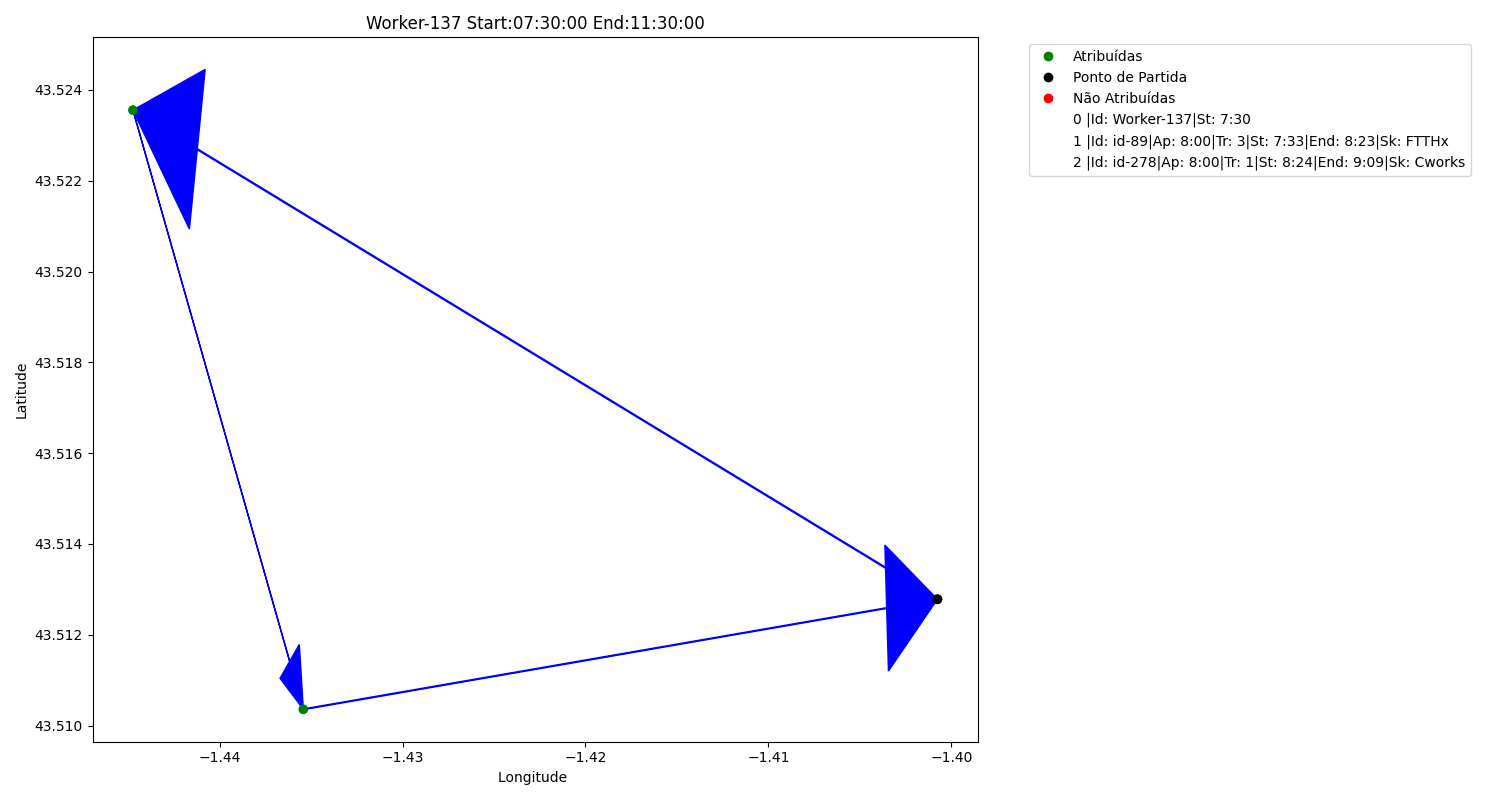 Worker-137 Start:07:30:00 End:11:30:00
Atribuídas
Ponto de Partida
Não Atribuídas
0 |Id: Worker-137|St: 7:30
1 |Id: id-89|Ap: 8:00|Tr: 3|St: 7:33|End: 8:23|Sk: FTTHx
2 |Id: id-278|Ap: 8:00|Tr: 1|St: 8:24|End: 9:09|Sk: Cworks
Latitude
43.524
43.522
43.520
43.518
43.516
43.514
43.512
43.510
−1.44 −1.43 −1.42 −1.41 −1.40
Longitude